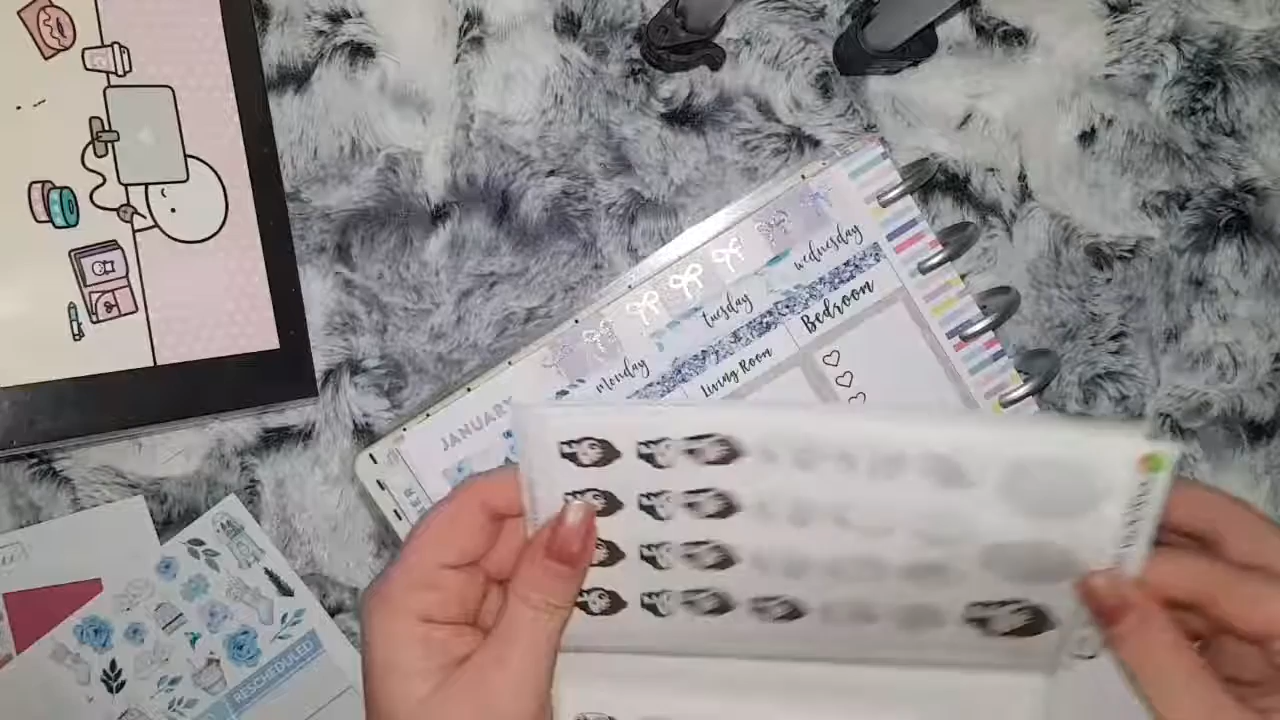 JANUARY
monday
tuesday
wednesday
Living Room
Bedroom
RESCHEDULED